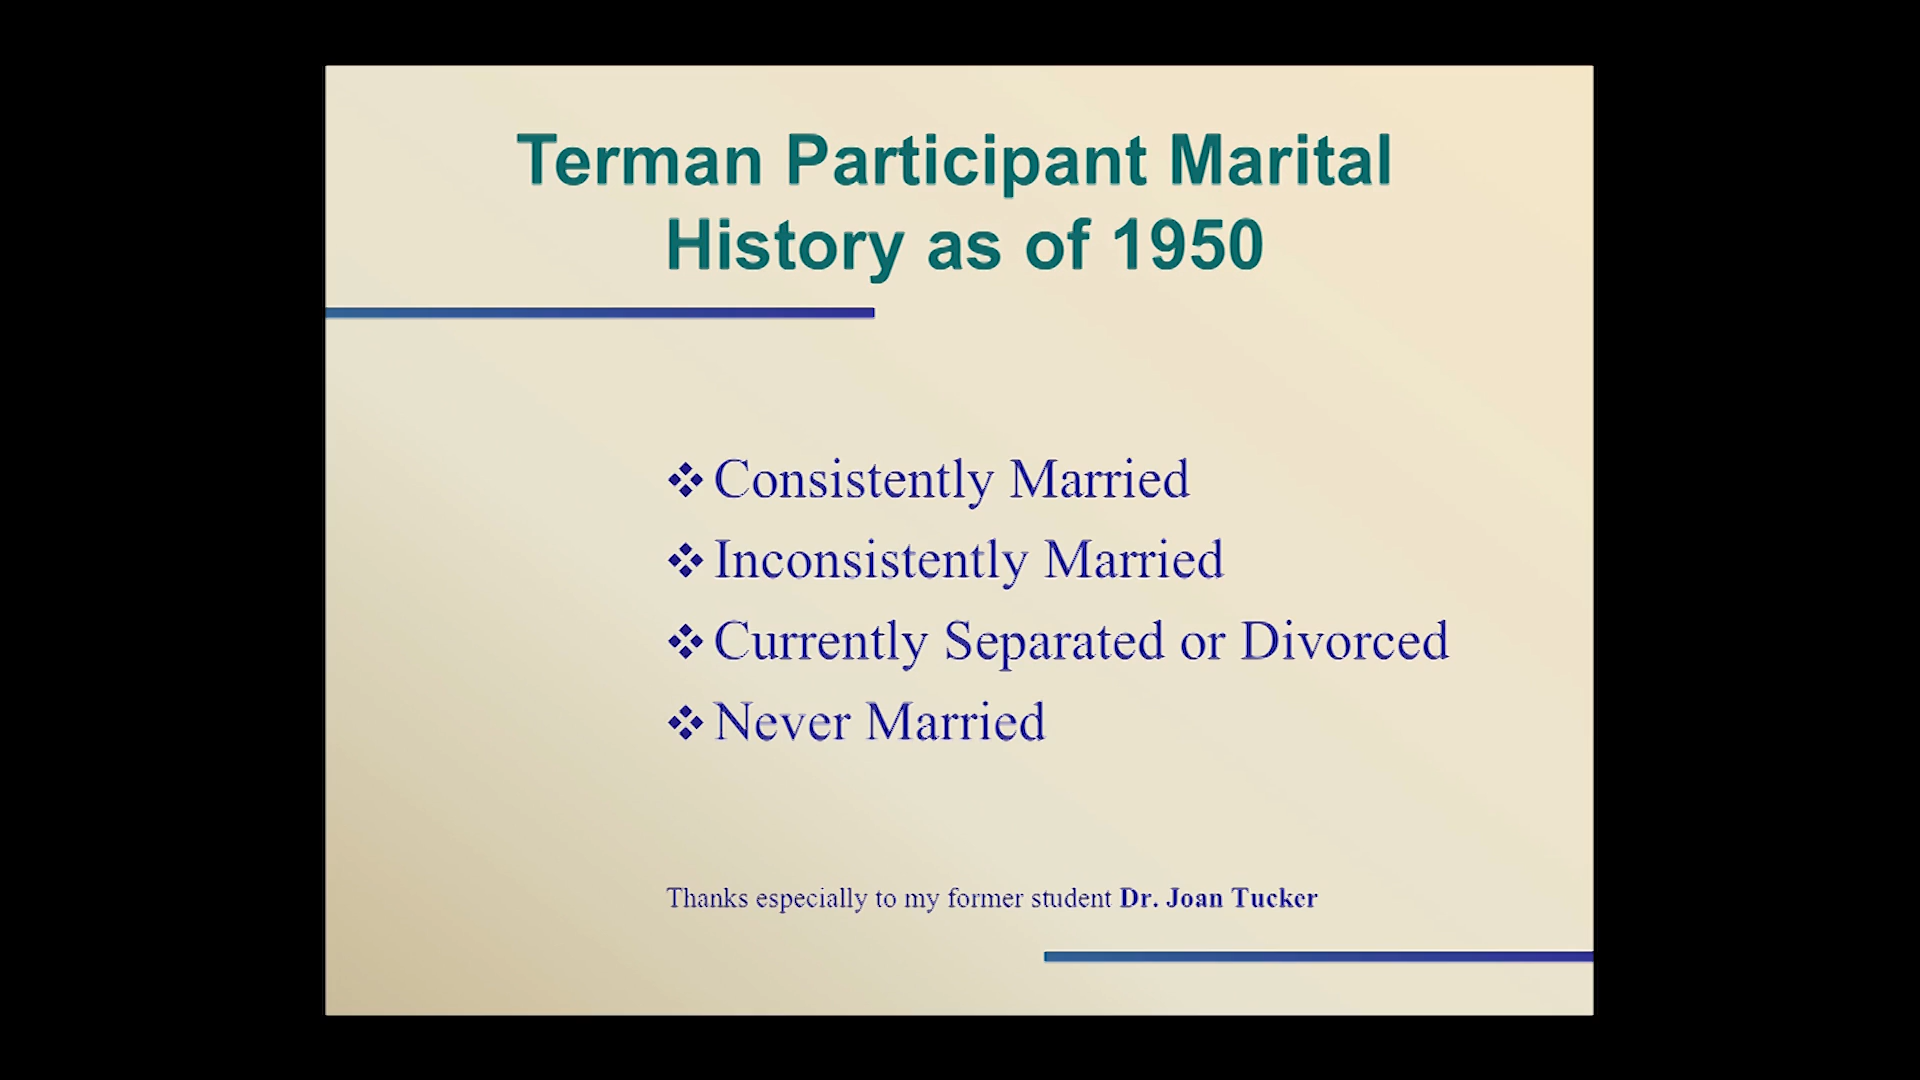 Terman Participant Marital
History as of 1950
❖ Consistently Married
❖ Inconsistently Married
❖ Currently Separated or Divorced
❖ Never Married
Thanks especially to my former student Dr. Joan Tucker